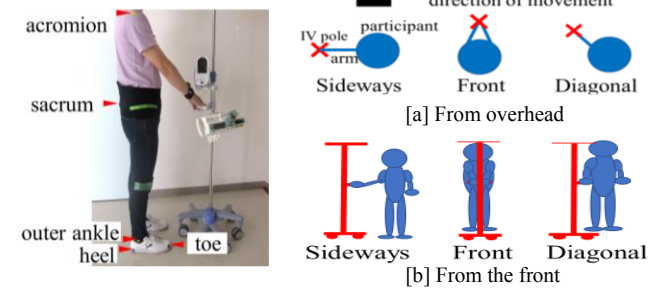 acromion
sacrum
outer ankle
heel
toe
direction of movement
IV pole
participant
arm
Sideways
Front
Diagonal
[a] From overhead
Sideways
Front
Diagonal
[b] From the front